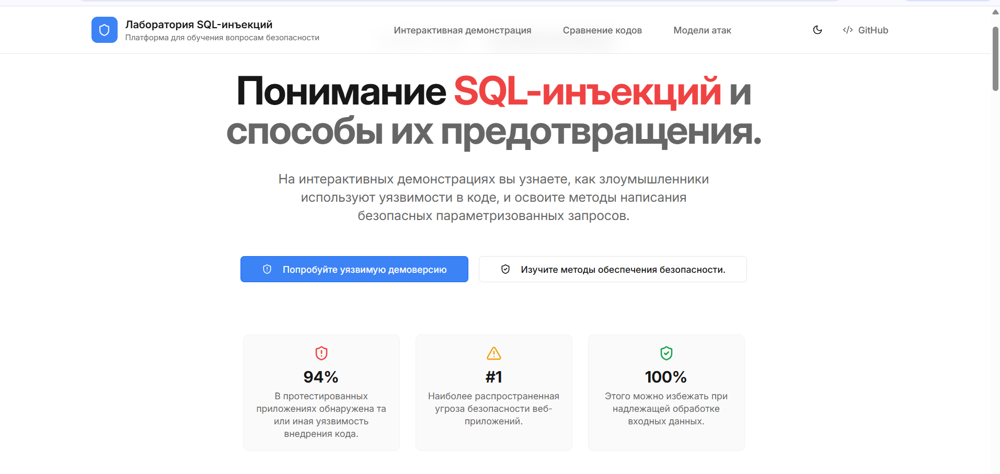 Лаборатория SQL-инъекций
Платформа для обучения вопросам безопасности
Интерактивная демонстрация
Сравнение кодов
Модели атак
GitHub
Понимание SQL-инъекций и
способы их предотвращения.
На интерактивных демонстрациях вы узнаете, как злоумышленники
используют уязвимости в коде, и освоите методы написания
безопасных параметризованных запросов.
Попробуйте уязвимую демоверсию
Изучите методы обеспечения безопасности.
94%
В протестированных
приложениях обнаружена та
или иная уязвимость
внедрения кода.
#1
Наиболее распространенная
угроза безопасности веб-
приложений.
100%
Этого можно избежать при
надлежащей обработке
входных данных.